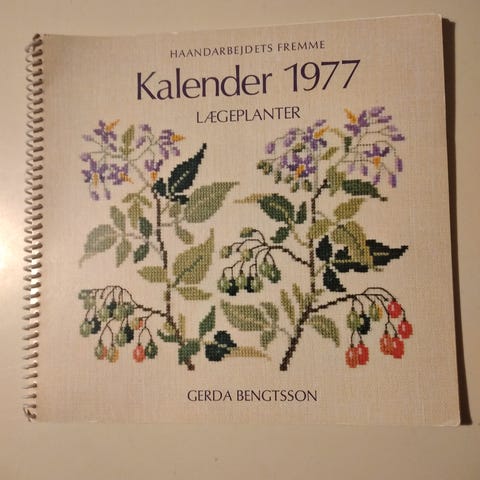 HAANDARBEJDETS FREMME
Kalender 1977
LÆGEPLANTER
GERDA BENGTSSON